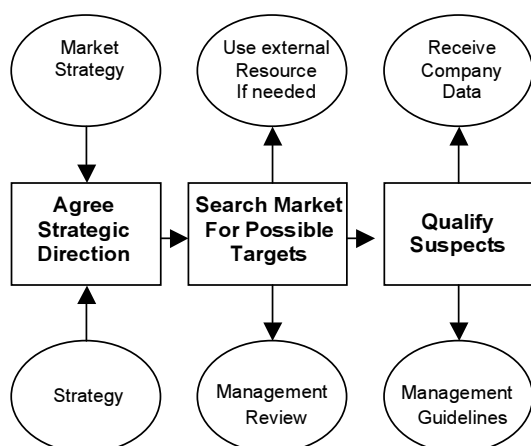 Market
Strategy
Use external
Resource
If needed
Receive
Company
Data
Agree
Strategic
Direction
Search Market
For Possible
Targets
Qualify
Suspects
Strategy
Management
Review
Management
Guidelines